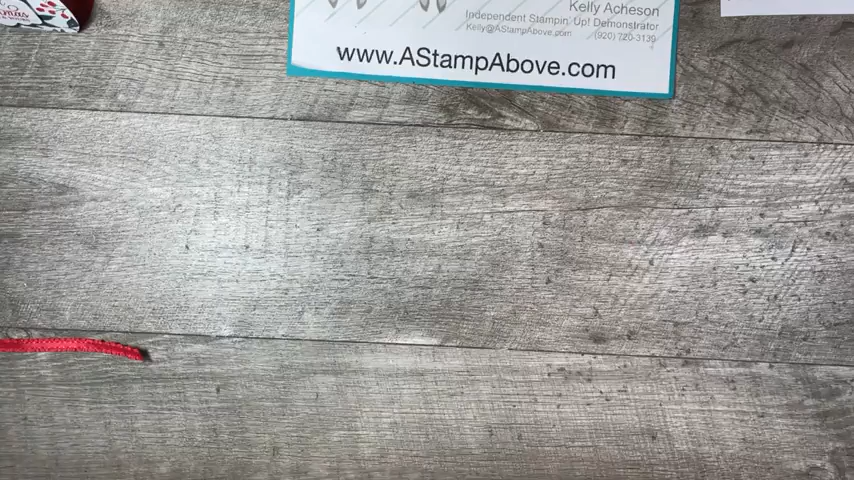 Kelly Acheson
Independent Stampin' Up! Demonstrator
Kelly@AStampAbove.com (920) 720-3139
www.AStampAbove.com